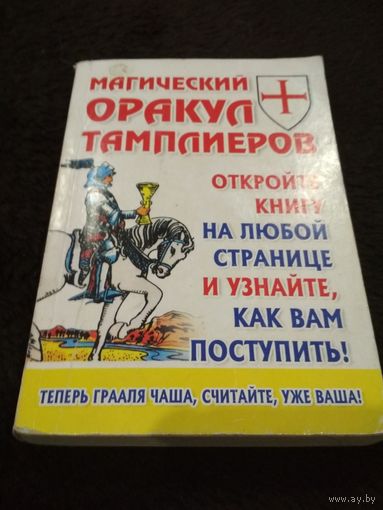 МАГИЧЕСКИЙ
ОРАКУЛ
ТАМПЛИЕРОВ
ОТКРОЙТЕ
КНИГУ
НА ЛЮБОЙ
СТРАНИЦЕ
И УЗНАЙТЕ,
КАК ВАМ
ПОСТУПИТЬ!
ТЕПЕРЬ ГРААЛЯ ЧАША, СЧИТАЙТЕ, УЖЕ ВАША!
www.ay.by